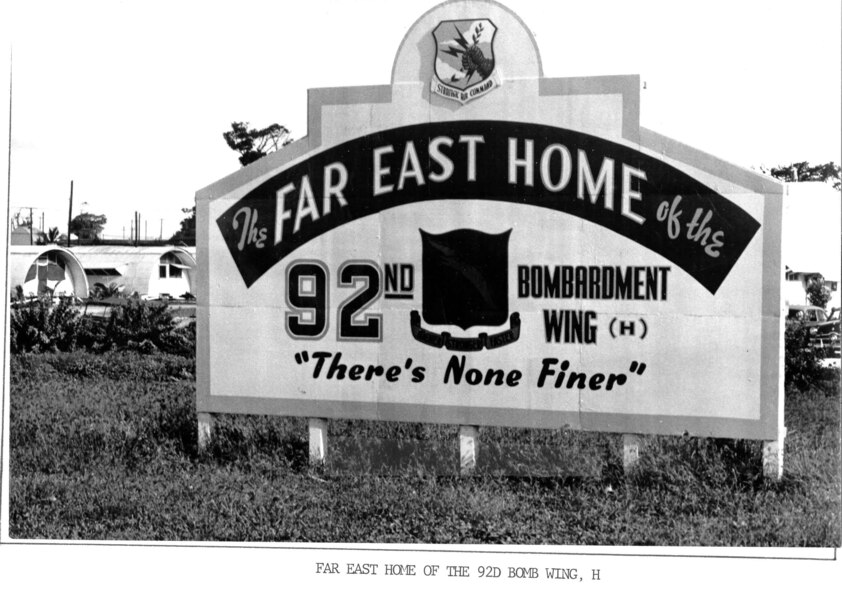 STRATEGIC AIR COMMAND
The FAR EAST HOME of the
92ND BOMBARDMENT
WING (H)
"There's None Finer"
FAR EAST HOME OF THE 92D BOMB WING, H